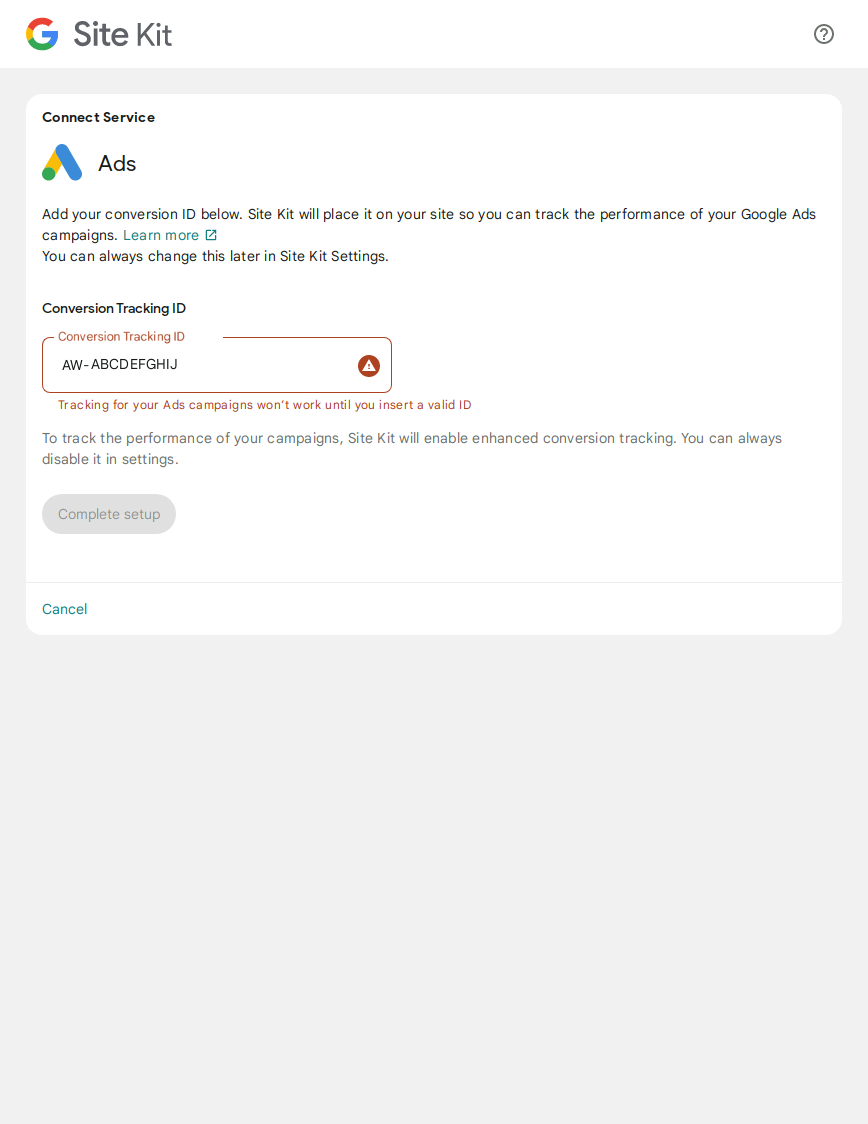 Site Kit
Connect Service
Ads
Add your conversion ID below. Site Kit will place it on your site so you can track the performance of your Google Ads
campaigns. Learn more
You can always change this later in Site Kit Settings.
Conversion Tracking ID
Conversion Tracking ID
AW-ABCDEFGHIJ
Tracking for your Ads campaigns won’t work until you insert a valid ID
To track the performance of your campaigns, Site Kit will enable enhanced conversion tracking. You can always
disable it in settings.
Complete setup
Cancel